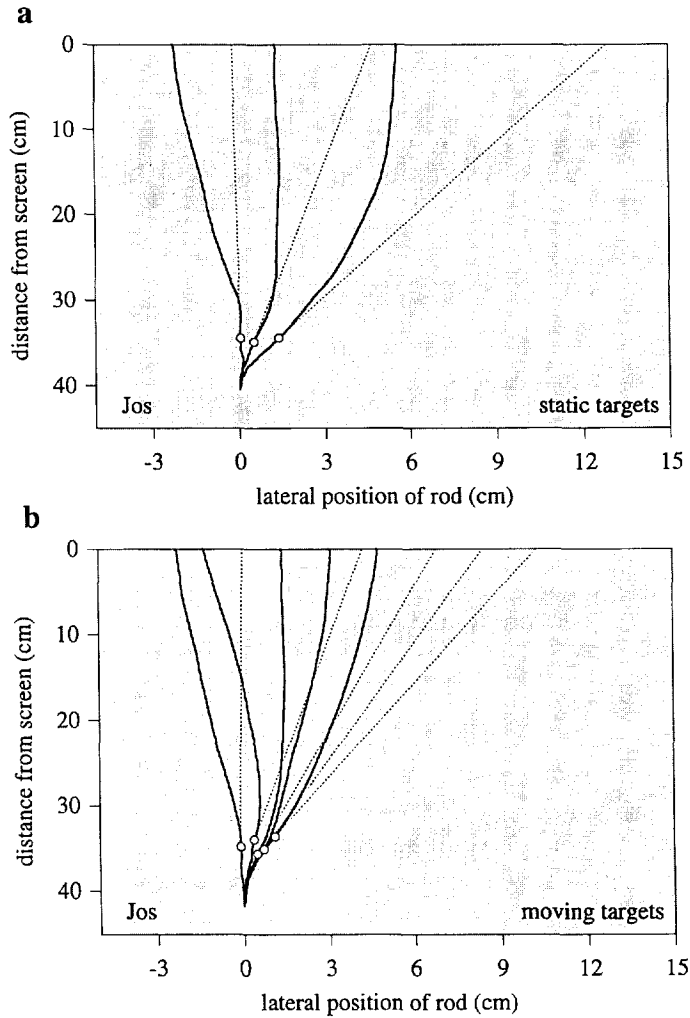 a
0
10
20
30
40
distance from screen (cm)
Jos
static targets
-3
0
3
6
9
12
15
lateral position of rod (cm)
b
0
10
20
30
40
distance from screen (cm)
Jos
moving targets
-3
0
3
6
9
12
15
lateral position of rod (cm)